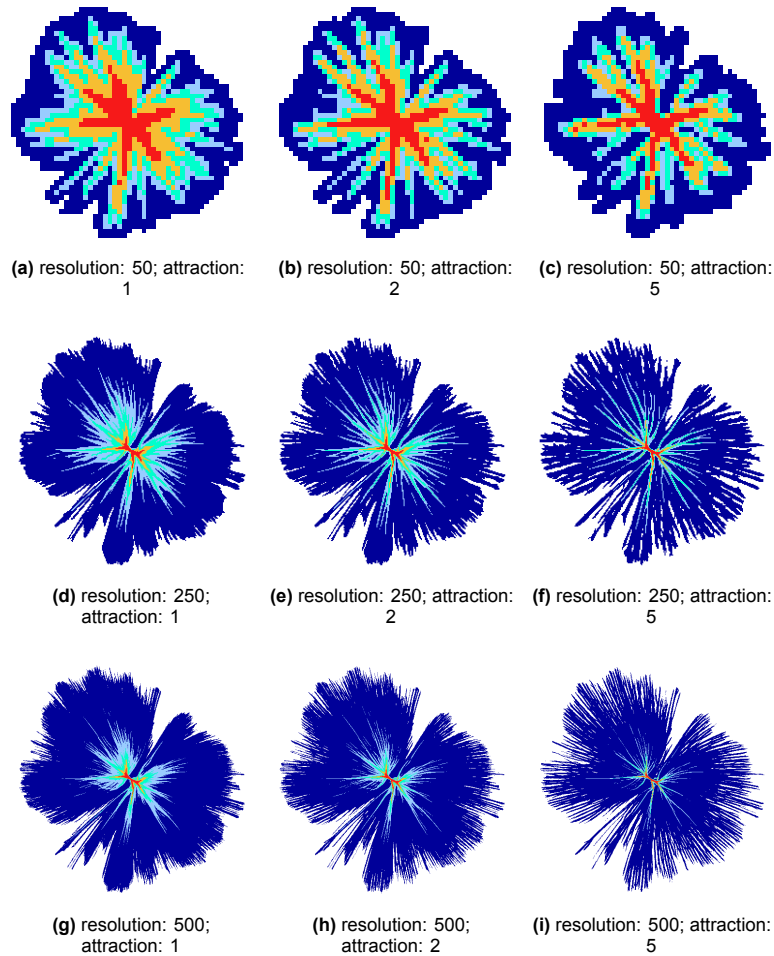 (a) resolution: 50; attraction:
1
(b) resolution: 50; attraction:
2
(c) resolution: 50; attraction:
5
(d) resolution: 250;
attraction: 1
(e) resolution: 250; attraction:
2
(f) resolution: 250; attraction:
5
(g) resolution: 500;
attraction: 1
(h) resolution: 500;
attraction: 2
(i) resolution: 500; attraction:
5